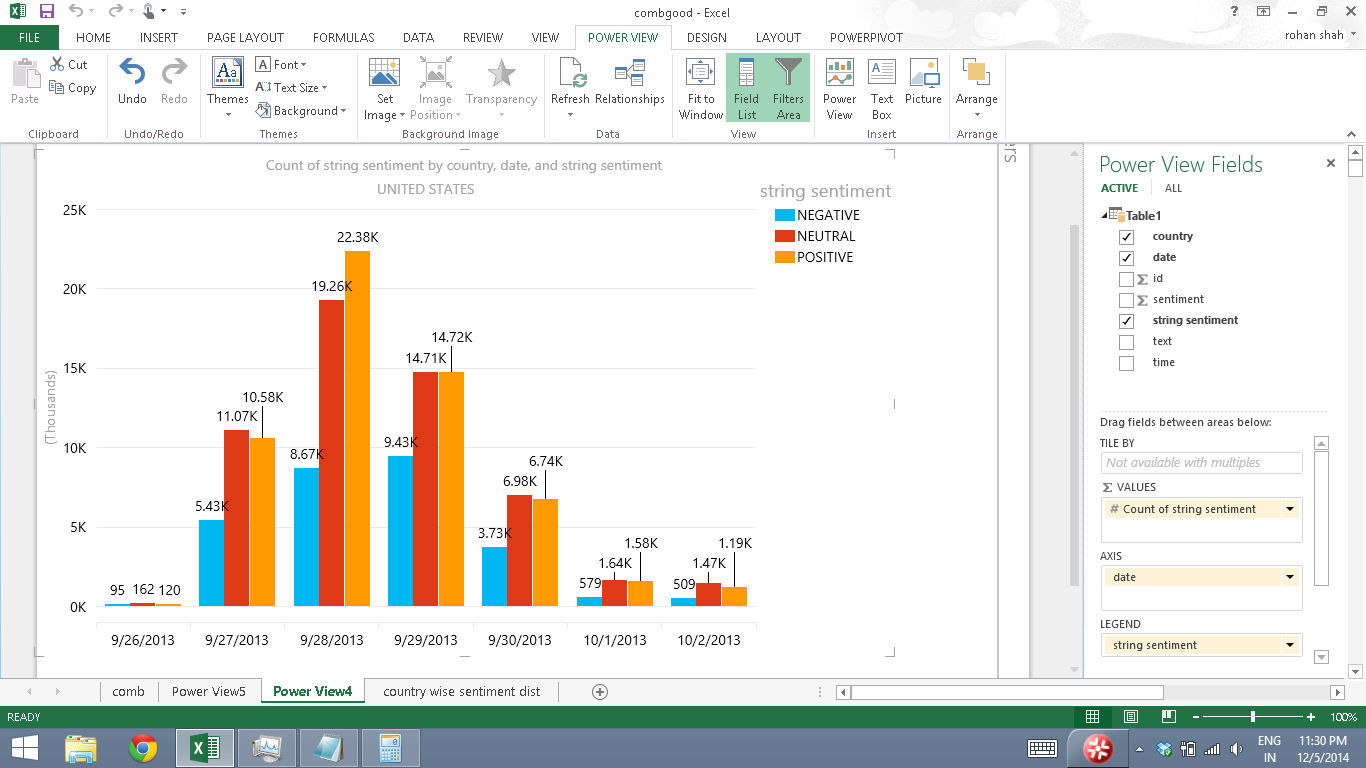 combgood - Excel
FILE HOME INSERT PAGE LAYOUT FORMULAS DATA REVIEW VIEW POWER VIEW DESIGN LAYOUT POWERPIVOT rohan shah
Paste Cut Copy
Undo Redo
Themes Font Text Size Background
Set Image Image Position Transparency
Refresh Relationships
Fit to Window Field List Filters Area
Power View Text Box Picture
Arrange
Clipboard Undo/Redo Themes Background Image Data View Insert Arrange
Count of string sentiment by country, date, and string sentiment
UNITED STATES
string sentiment
NEGATIVE
NEUTRAL
POSITIVE
(Thousands)
25K
20K
15K
10K
5K
0K
95 162 120
5.43K 11.07K 10.58K
8.67K 19.26K 22.38K
9.43K 14.71K 14.72K
3.73K 6.98K 6.74K
579 1.64K 1.58K
509 1.47K 1.19K
9/26/2013 9/27/2013 9/28/2013 9/29/2013 9/30/2013 10/1/2013 10/2/2013
Power View Fields
ACTIVE ALL
Table1
country
date
Σ id
Σ sentiment
string sentiment
text
time
Drag fields between areas below:
TILE BY
Not available with multiples
Σ VALUES
# Count of string sentiment
AXIS
date
LEGEND
string sentiment
comb Power View5 Power View4 country wise sentiment dist
READY 100%
ENG 11:30 PM
IN 12/5/2014